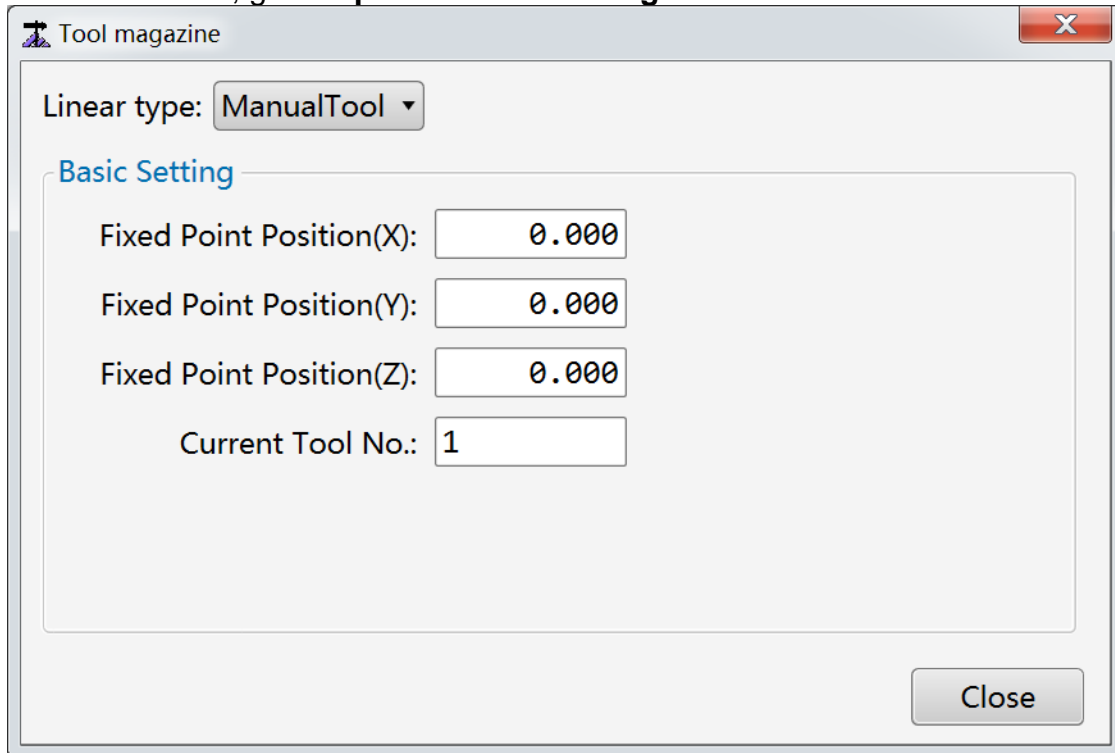 Tool magazine
Linear type: ManualTool
Basic Setting
Fixed Point Position(X): 0.000
Fixed Point Position(Y): 0.000
Fixed Point Position(Z): 0.000
Current Tool No.: 1
Close